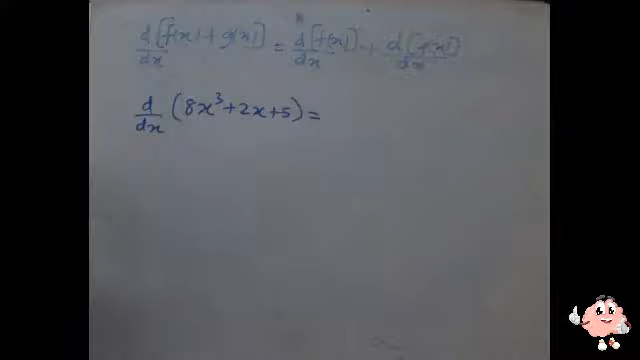 d/dx [f(x) + g(x)] = d/dx [f(x)] + d/dx [g(x)]
d/dx (8x³+2x+5) =